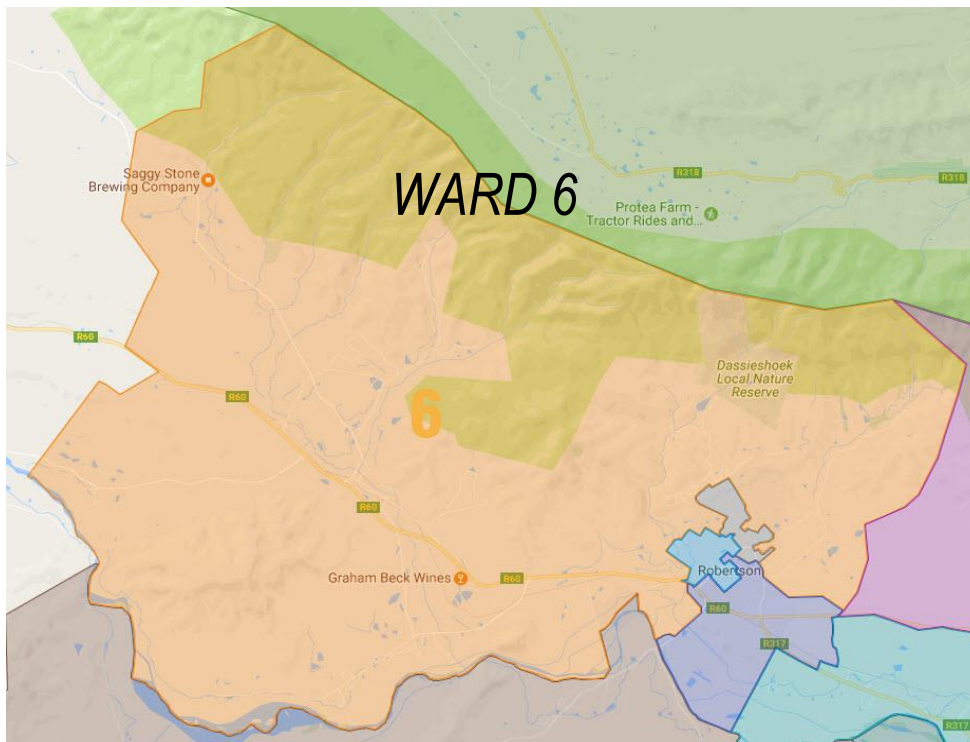 WARD 6
R318
R318
Saggy Stone
Brewing Company
Protea Farm -
Tractor Rides and...
R60
Dassieshoek
Local Nature
Reserve
R60
6
R60
Graham Beck Wines
R60
Robertson
R60
R317
R317